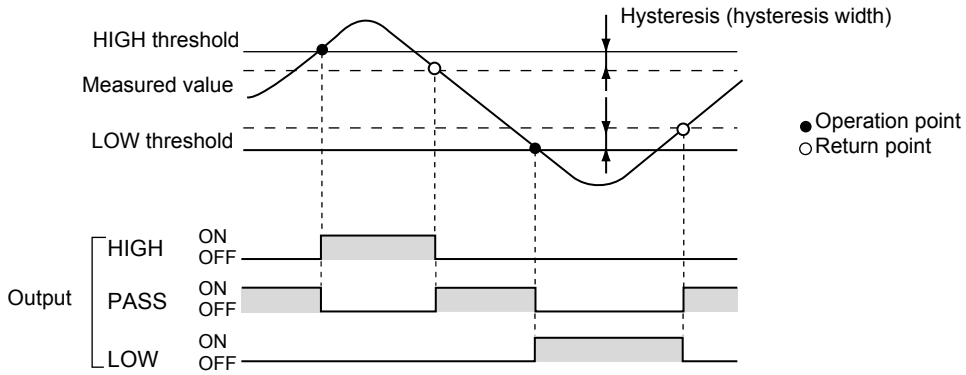 Hysteresis (hysteresis width)
HIGH threshold
Measured value
LOW threshold
Operation point
Return point
Output
HIGH ON
OFF
PASS ON
OFF
LOW ON
OFF